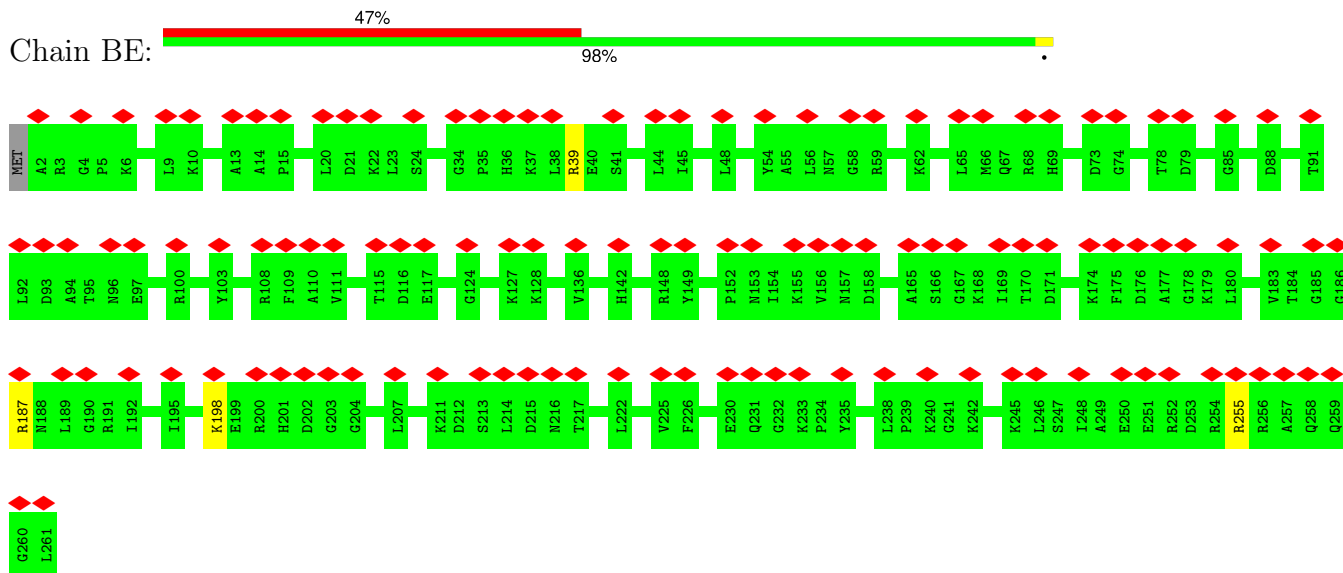 47%
Chain BE:
98%
.
MET A2 R3 G4 P5 K6 L9 K10 A13 A14 P15 L20 D21 K22 L23 S24 G34 P35 H36 K37 L38 R39 E40 S41 L44 I45 L48 Y54 A55 L56 N57 G58 R59 K62 L65 M66 Q67 R68 H69 D73 G74 T78 D79 G85 D88 T91
L92 D93 A94 T95 N96 E97 R100 Y103 R108 F109 A110 V111 T115 D116 E117 G124 K127 K128 V136 H142 R148 Y149 P152 N153 I154 K155 V156 N157 D158 A165 S166 G167 K168 I169 T170 D171 K174 F175 D176 A177 G178 K179 L180 V183 T184 G185 G186
R187 N188 L189 G190 R191 I192 I195 K198 E199 R200 H201 D202 G203 G204 L207 K211 D212 S213 L214 D215 N216 T217 L222 V225 F226 E230 Q231 G232 K233 P234 Y235 L238 P239 K240 G241 K242 K245 L246 S247 I248 A249 E250 E251 R252 D253 R254 R255 R256 A257 Q258 Q259
G260 L261